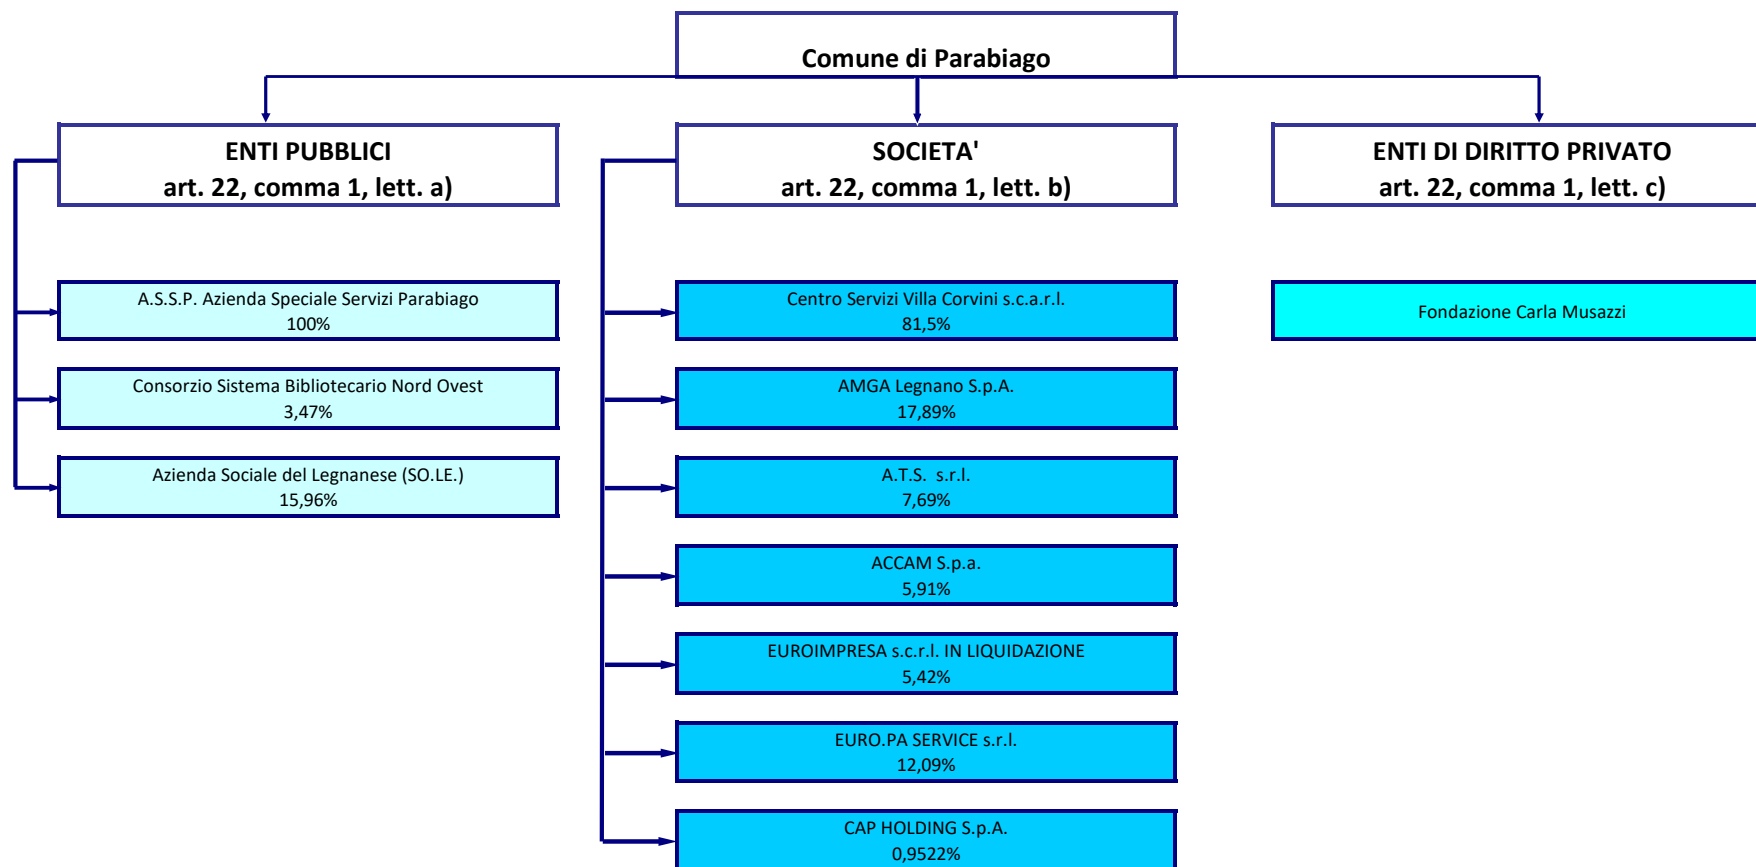 Comune di Parabiago
ENTI PUBBLICI
art. 22, comma 1, lett. a)
SOCIETA'
art. 22, comma 1, lett. b)
ENTI DI DIRITTO PRIVATO
art. 22, comma 1, lett. c)
A.S.S.P. Azienda Speciale Servizi Parabiago
100%
Consorzio Sistema Bibliotecario Nord Ovest
3,47%
Azienda Sociale del Legnanese (SO.LE.)
15,96%
Centro Servizi Villa Corvini s.c.a.r.l.
81,5%
AMGA Legnano S.p.A.
17,89%
A.T.S. s.r.l.
7,69%
ACCAM S.p.a.
5,91%
EUROIMPRESA s.c.r.l. IN LIQUIDAZIONE
5,42%
EURO.PA SERVICE s.r.l.
12,09%
CAP HOLDING S.p.A.
0,9522%
Fondazione Carla Musazzi